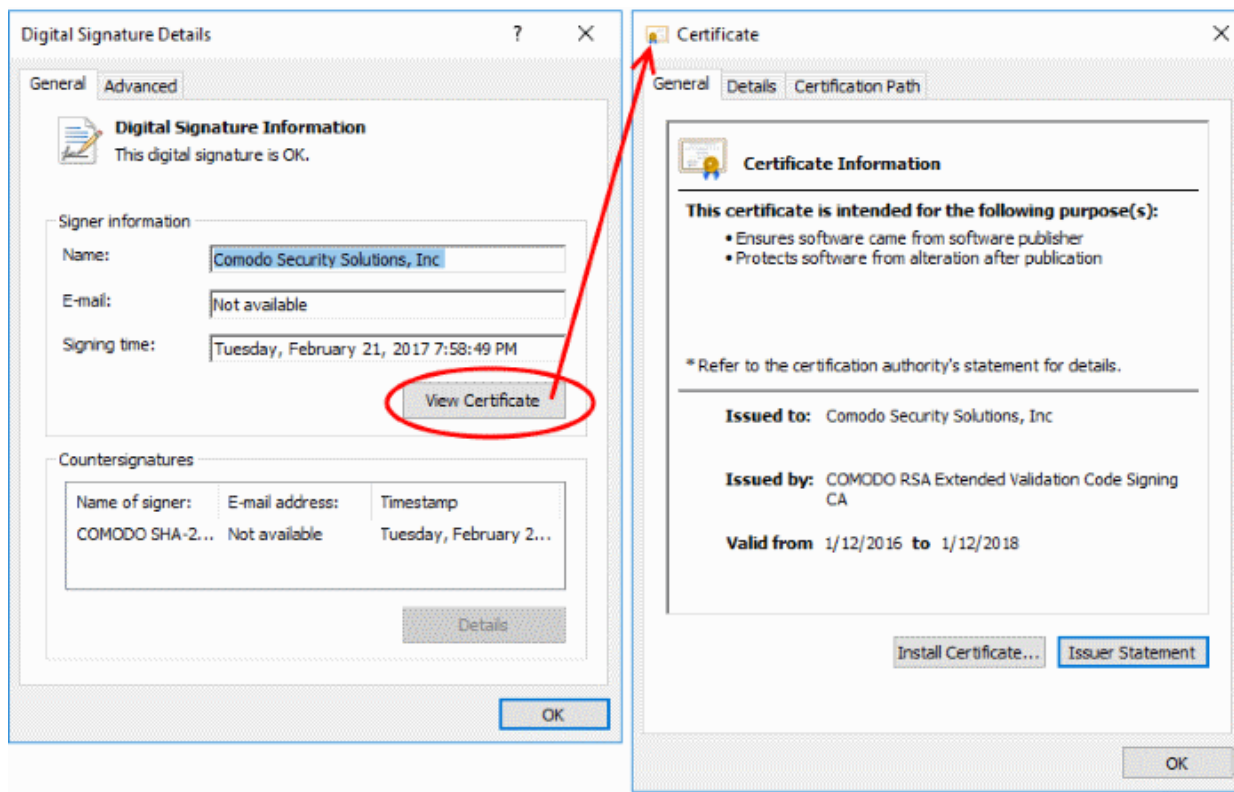 Digital Signature Details
?
General
Advanced
Digital Signature Information
This digital signature is OK.
Signer information
Name:
Comodo Security Solutions, Inc
E-mail:
Not available
Signing time:
Tuesday, February 21, 2017 7:58:49 PM
View Certificate
Countersignatures
Name of signer: E-mail address: Timestamp
COMODO SHA-2... Not available Tuesday, February 2...
Details
OK
Certificate
General
Details
Certification Path
Certificate Information
This certificate is intended for the following purpose(s):
• Ensures software came from software publisher
• Protects software from alteration after publication
* Refer to the certification authority's statement for details.
Issued to: Comodo Security Solutions, Inc
Issued by: COMODO RSA Extended Validation Code Signing
CA
Valid from 1/12/2016 to 1/12/2018
Install Certificate...
Issuer Statement
OK